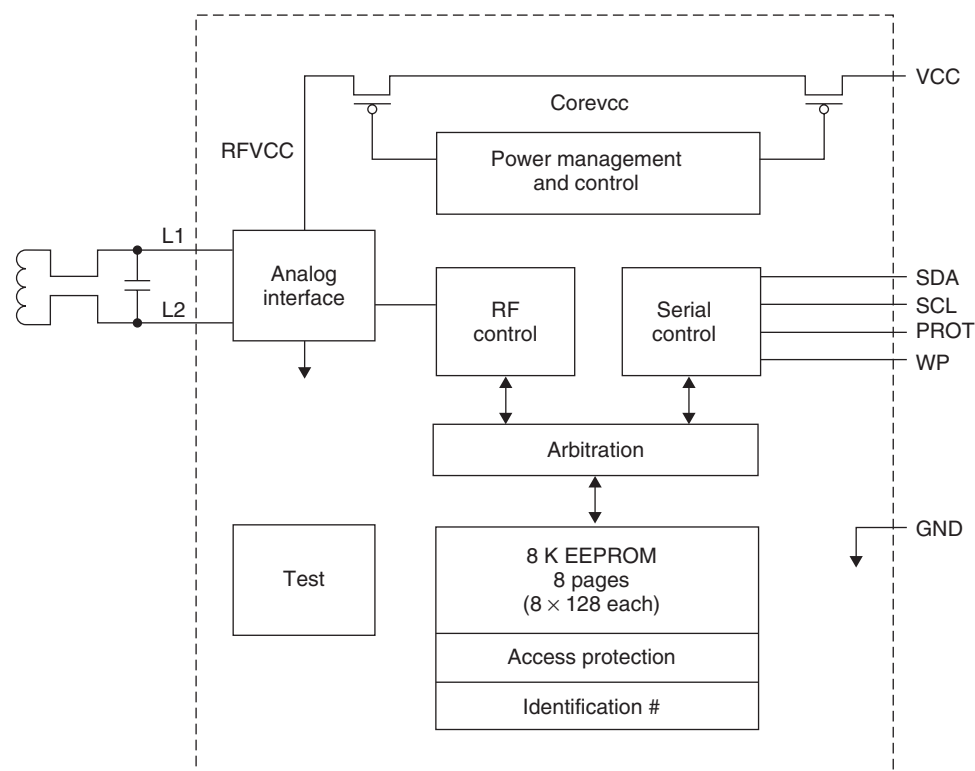 VCC
Corevcc
RFVCC
Power management
and control
L1
L2
Analog
interface
RF
control
Serial
control
SDA
SCL
PROT
WP
Arbitration
GND
Test
8 K EEPROM
8 pages
(8 × 128 each)
Access protection
Identification #